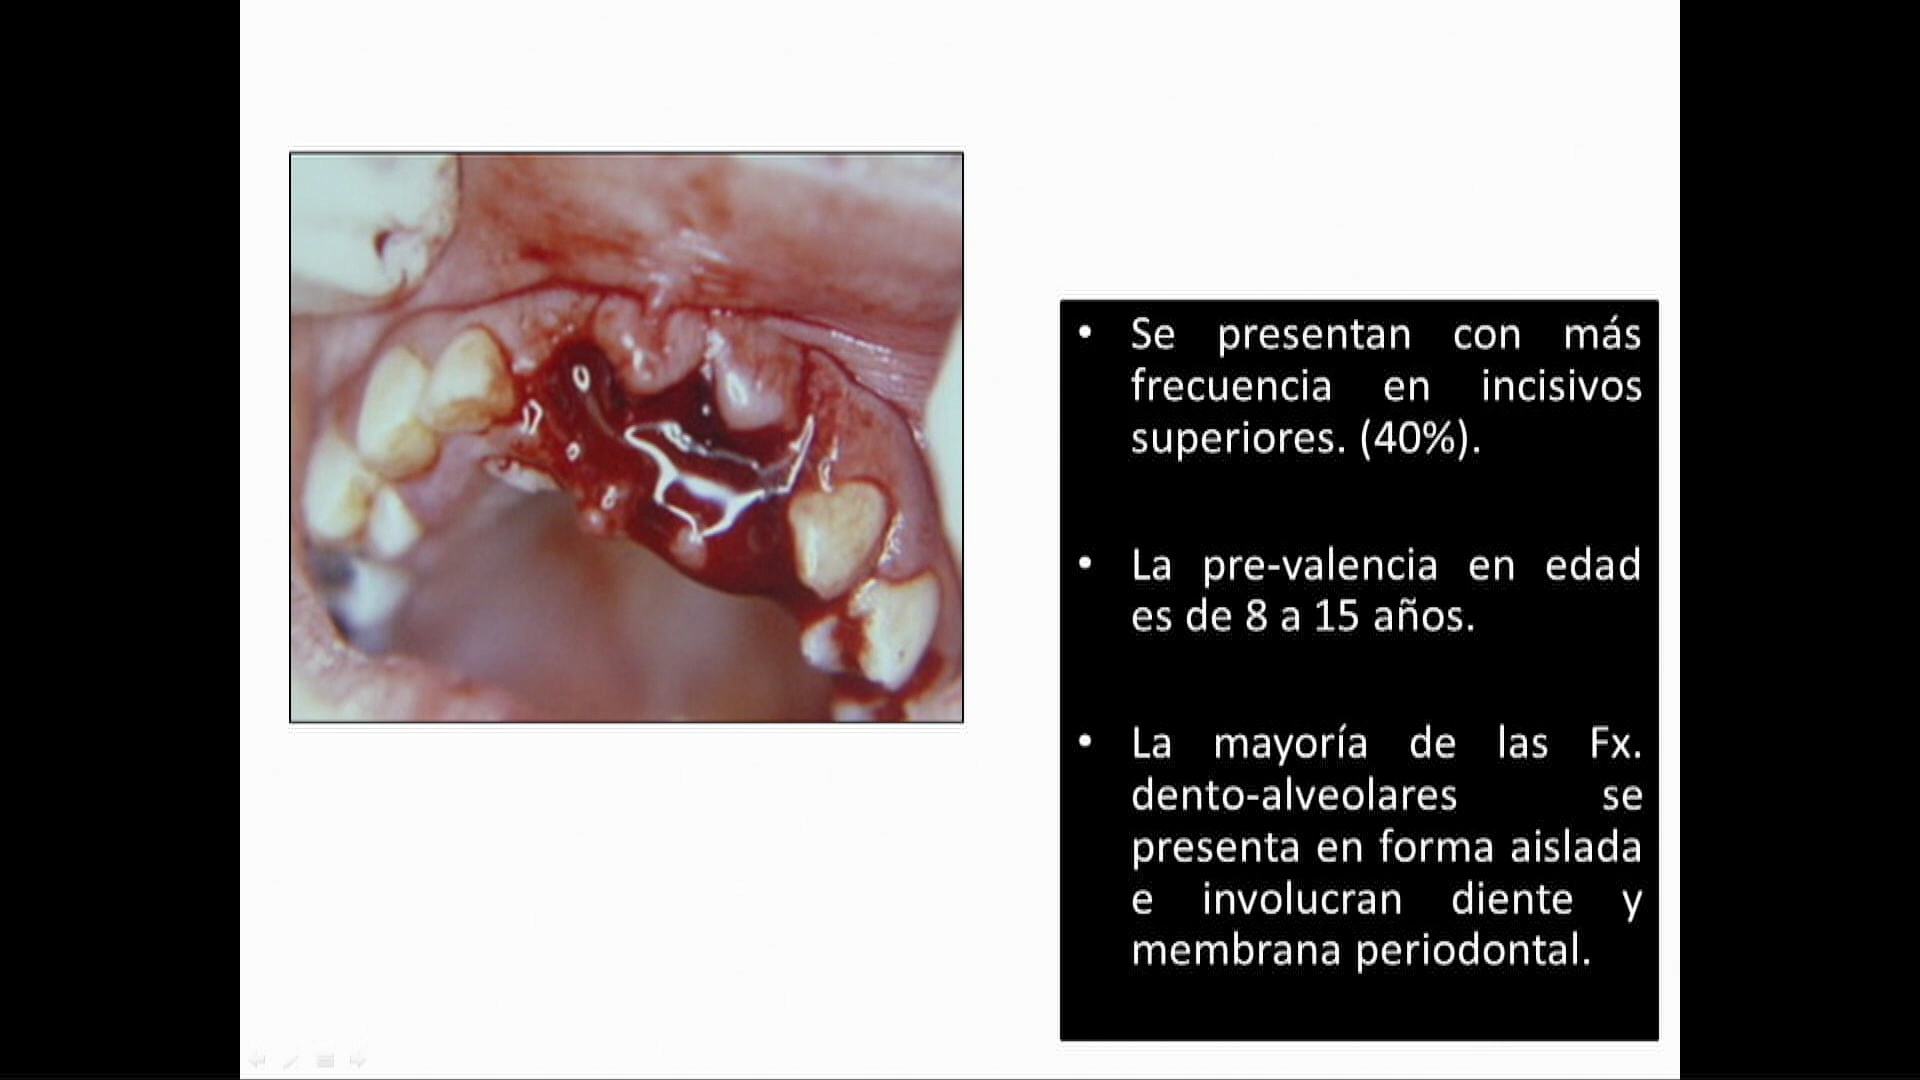 • Se presentan con más
frecuencia en incisivos
superiores. (40%).
• La pre-valencia en edad
es de 8 a 15 años.
• La mayoría de las Fx.
dento-alveolares se
presenta en forma aislada
e involucran diente y
membrana periodontal.